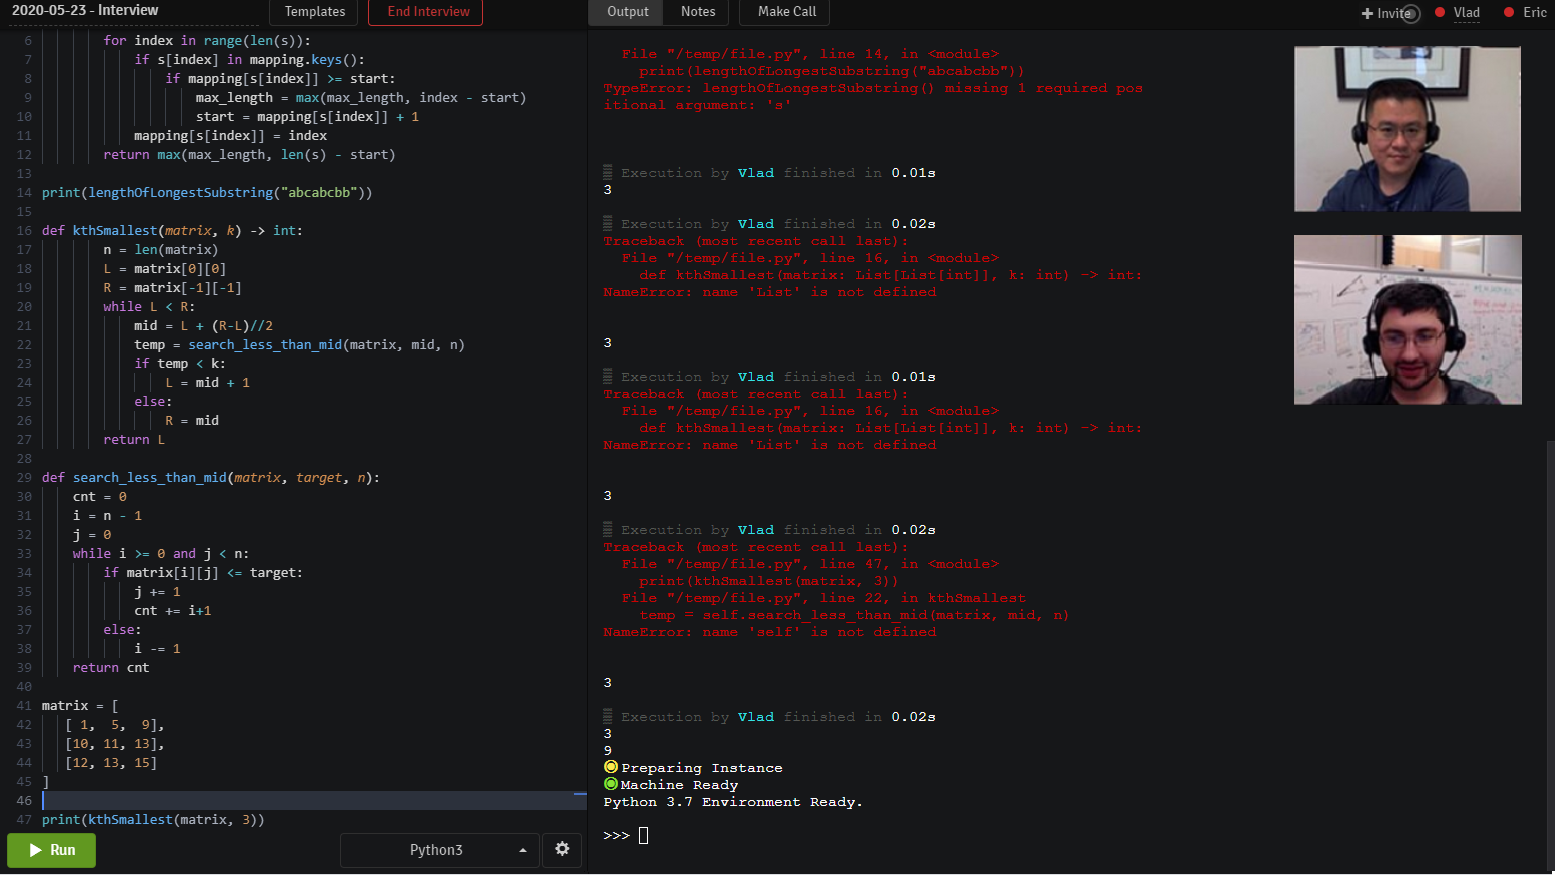 2020-05-23 - Interview
Templates
End Interview
Output
Notes
Make Call
Invite
Vlad
Eric
6 for index in range(len(s)):
7 if s[index] in mapping.keys():
8 if mapping[s[index]] >= start:
9 max_length = max(max_length, index - start)
10 start = mapping[s[index]] + 1
11 mapping[s[index]] = index
12 return max(max_length, len(s) - start)
13
14 print(lengthOfLongestSubstring("abcabcbb"))
15
16 def kthSmallest(matrix, k) -> int:
17 n = len(matrix)
18 L = matrix[0][0]
19 R = matrix[-1][-1]
20 while L < R:
21 mid = L + (R-L)//2
22 temp = search_less_than_mid(matrix, mid, n)
23 if temp < k:
24 L = mid + 1
25 else:
26 R = mid
27 return L
28
29 def search_less_than_mid(matrix, target, n):
30 cnt = 0
31 i = n - 1
32 j = 0
33 while i >= 0 and j < n:
34 if matrix[i][j] <= target:
35 j += 1
36 cnt += i+1
37 else:
38 i -= 1
39 return cnt
40
41 matrix = [
42 [ 1, 5, 9],
43 [10, 11, 13],
44 [12, 13, 15]
45 ]
46
47 print(kthSmallest(matrix, 3))
Run
Python3
File "/temp/file.py", line 14, in <module>
print(lengthOfLongestSubstring("abcabcbb"))
TypeError: lengthOfLongestSubstring() missing 1 required pos
itional argument: 's'
Execution by Vlad finished in 0.01s
3
Execution by Vlad finished in 0.02s
Traceback (most recent call last):
File "/temp/file.py", line 16, in <module>
def kthSmallest(matrix: List[List[int]], k: int) -> int:
NameError: name 'List' is not defined
3
Execution by Vlad finished in 0.01s
Traceback (most recent call last):
File "/temp/file.py", line 16, in <module>
def kthSmallest(matrix: List[List[int]], k: int) -> int:
NameError: name 'List' is not defined
3
Execution by Vlad finished in 0.02s
Traceback (most recent call last):
File "/temp/file.py", line 47, in <module>
print(kthSmallest(matrix, 3))
File "/temp/file.py", line 22, in kthSmallest
temp = self.search_less_than_mid(matrix, mid, n)
NameError: name 'self' is not defined
3
Execution by Vlad finished in 0.02s
3
9
Preparing Instance
Machine Ready
Python 3.7 Environment Ready.
>>>